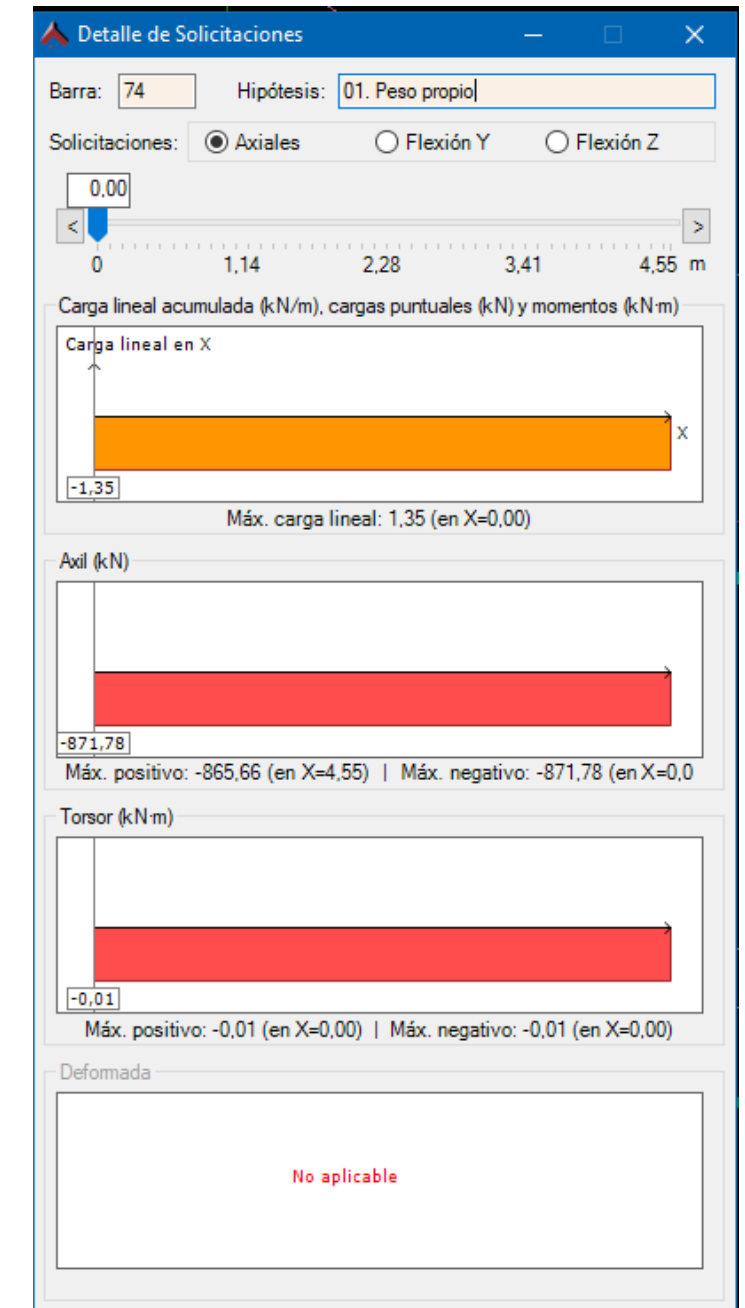 Detalle de Solicitaciones
Barra: 74 Hipótesis: 01. Peso propio
Solicitaciones: Axiales Flexión Y Flexión Z
0,00
< >
0 1,14 2,28 3,41 4,55 m
Carga lineal acumulada (kN/m), cargas puntuales (kN) y momentos (kN·m)
Carga lineal en X
X
-1,35
Máx. carga lineal: 1,35 (en X=0,00)
Axil (kN)
-871,78
Máx. positivo: -865,66 (en X=4,55) | Máx. negativo: -871,78 (en X=0,0
Torsor (kN·m)
-0,01
Máx. positivo: -0,01 (en X=0,00) | Máx. negativo: -0,01 (en X=0,00)
Deformada
No aplicable